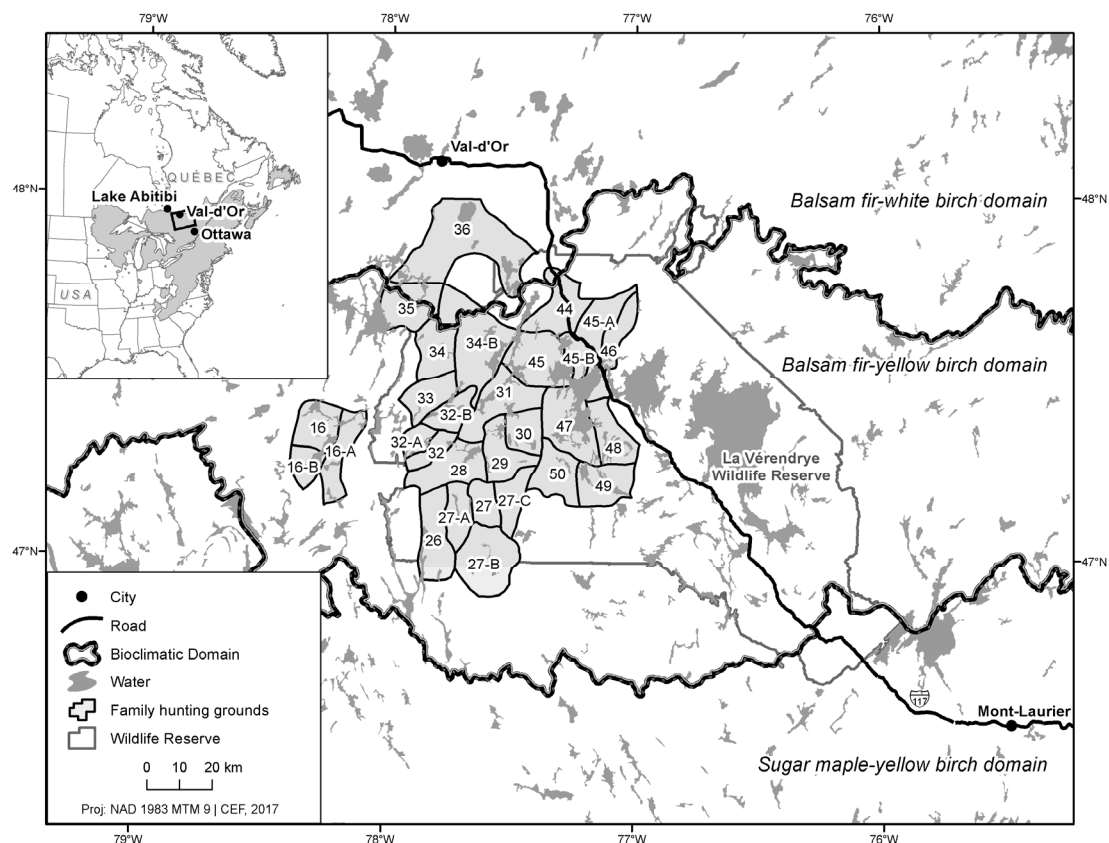 79°W
78°W
77°W
76°W
48°N
48°N
Val-d'Or
QUÉBEC
Lake Abitibi
Val-d'Or
Ottawa
USA
Balsam fir-white birch domain
36
35
44
45-A
34
34-B
45
45-B
46
Balsam fir-yellow birch domain
33
31
32-B
16
30
47
32-A
32
16-A
48
16-B
28
29
50
49
La Vérendrye
Wildlife Reserve
27
27-C
27-A
26
27-B
47°N
47°N
City
Road
Bioclimatic Domain
Water
Family hunting grounds
Wildlife Reserve
0 10 20 km
Proj: NAD 1983 MTM 9 | CEF, 2017
117
Mont-Laurier
Sugar maple-yellow birch domain
79°W
78°W
77°W
76°W